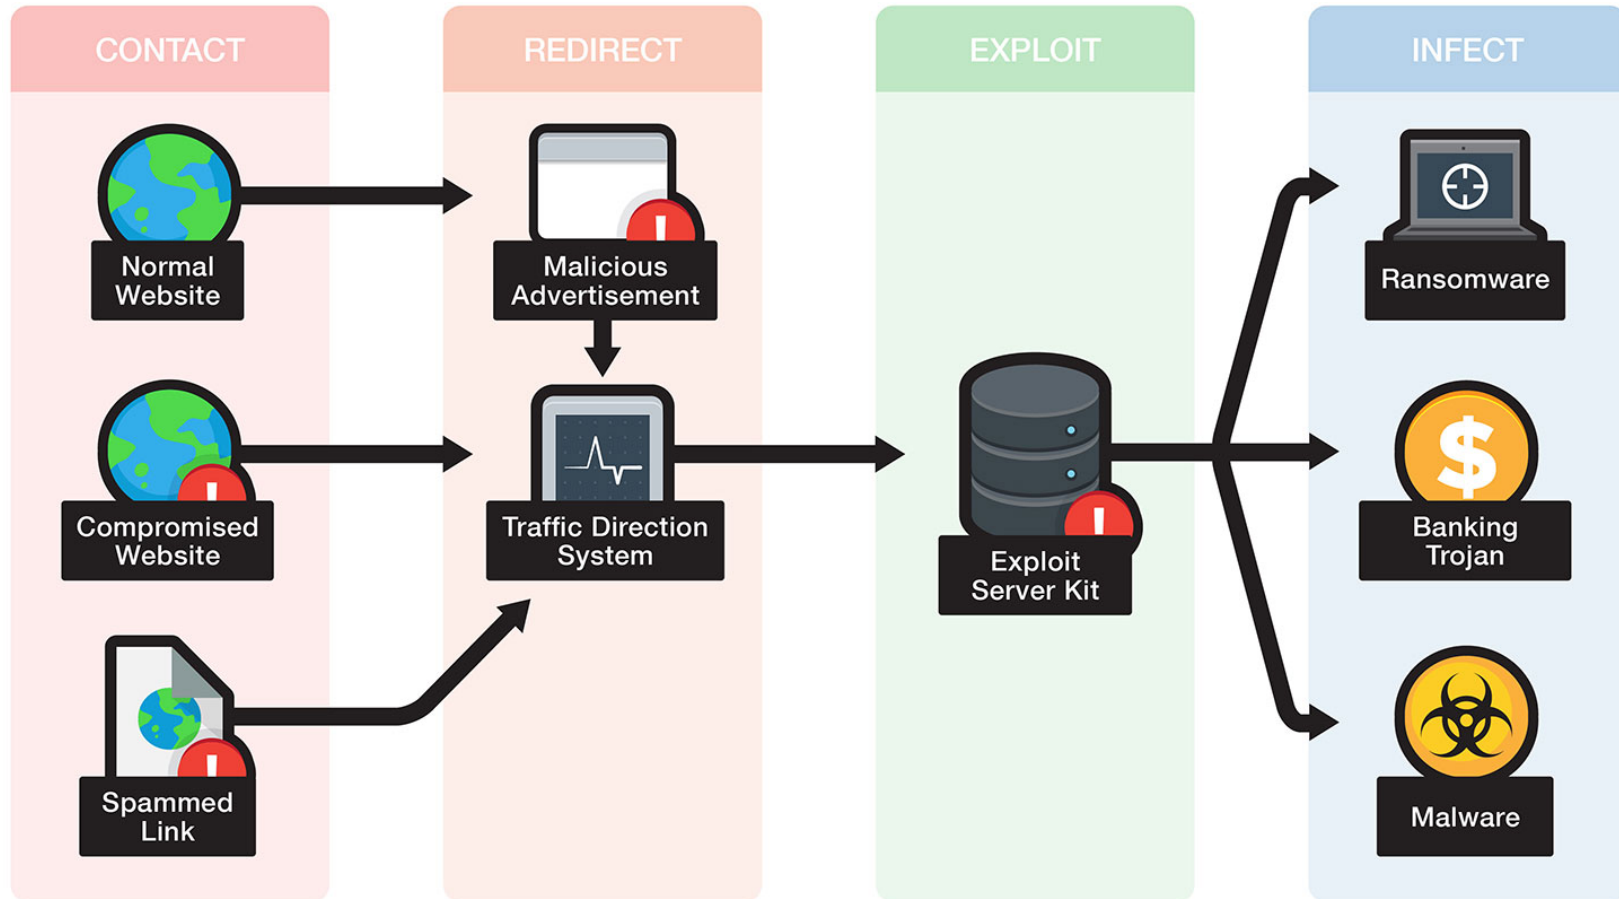 CONTACT
REDIRECT
EXPLOIT
INFECT
Normal
Website
Malicious
Advertisement
Ransomware
Compromised
Website
Traffic Direction
System
Exploit
Server Kit
Banking
Trojan
Spammed
Link
Malware